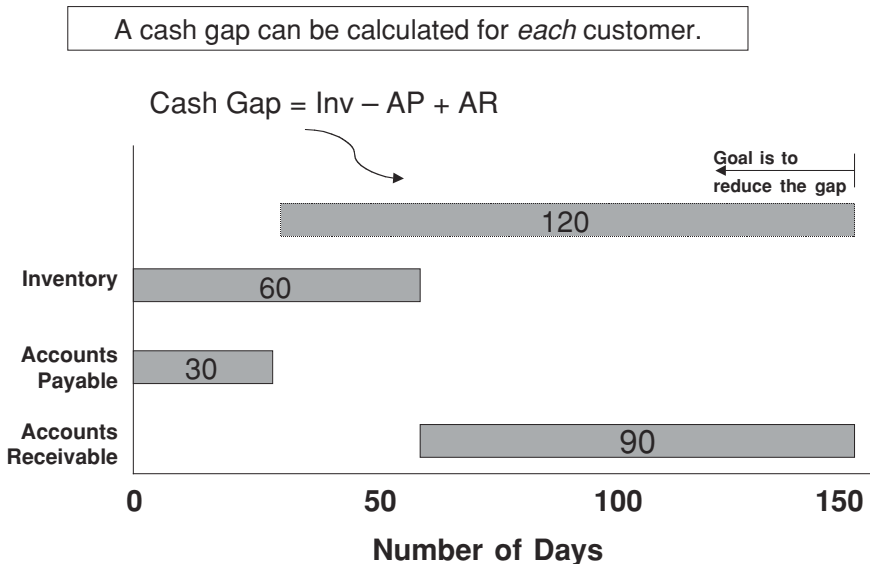 A cash gap can be calculated for each customer.
Cash Gap = Inv – AP + AR
Goal is to
reduce the gap
120
Inventory
60
Accounts
Payable
30
Accounts
Receivable
90
0 50 100 150
Number of Days